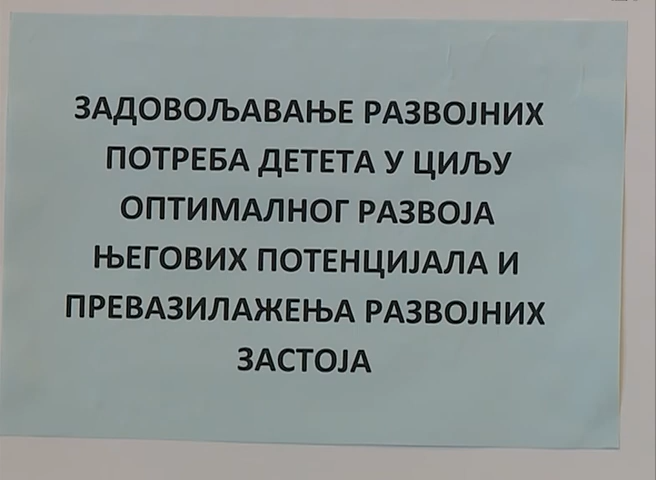 ЗАДОВОЉАВАЊЕ РАЗВОЈНИХ
ПОТРЕБА ДЕТЕТА У ЦИЉУ
ОПТИМАЛНОГ РАЗВОЈА
ЊЕГОВИХ ПОТЕНЦИЈАЛА И
ПРЕВАЗИЛАЖЕЊА РАЗВОЈНИХ
ЗАСТОЈА